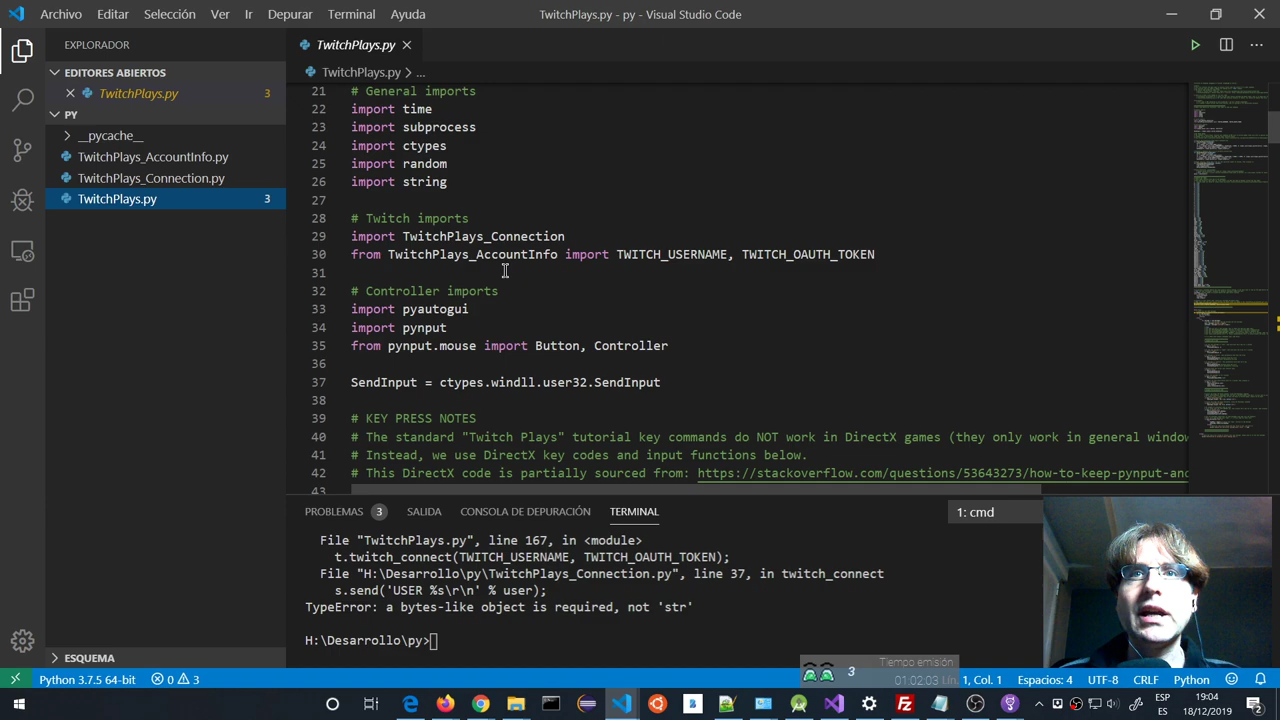 Archivo Editar Selección Ver Ir Depurar Terminal Ayuda
TwitchPlays.py - py - Visual Studio Code
EXPLORADOR
EDITORES ABIERTOS
TwitchPlays.py 3
PY
__pycache__
TwitchPlays_AccountInfo.py
TwitchPlays_Connection.py
TwitchPlays.py 3
ESQUEMA
TwitchPlays.py
TwitchPlays.py > ...
21 # General imports
22 import time
23 import subprocess
24 import ctypes
25 import random
26 import string
27
28 # Twitch imports
29 import TwitchPlays_Connection
30 from TwitchPlays_AccountInfo import TWITCH_USERNAME, TWITCH_OAUTH_TOKEN
31
32 # Controller imports
33 import pyautogui
34 import pynput
35 from pynput.mouse import Button, Controller
36
37 SendInput = ctypes.windll.user32.SendInput
38
39 # KEY PRESS NOTES
40 # The standard "Twitch Plays" tutorial key commands do NOT work in DirectX games (they only work in general window
41 # Instead, we use DirectX key codes and input functions below.
42 # This DirectX code is partially sourced from: https://stackoverflow.com/questions/53643273/how-to-keep-pynput-and
43
PROBLEMAS 3 SALIDA CONSOLA DE DEPURACIÓN TERMINAL 1: cmd
File "TwitchPlays.py", line 167, in <module>
t.twitch_connect(TWITCH_USERNAME, TWITCH_OAUTH_TOKEN);
File "H:\Desarrollo\py\TwitchPlays_Connection.py", line 37, in twitch_connect
s.send('USER %s\r\n' % user);
TypeError: a bytes-like object is required, not 'str'
H:\Desarrollo\py>
3 Tiempo emisión
01:02:03
Python 3.7.5 64-bit 0 3 Lín. 1, Col. 1 Espacios: 4 UTF-8 CRLF Python
ESP 19:04
ES 18/12/2019
2